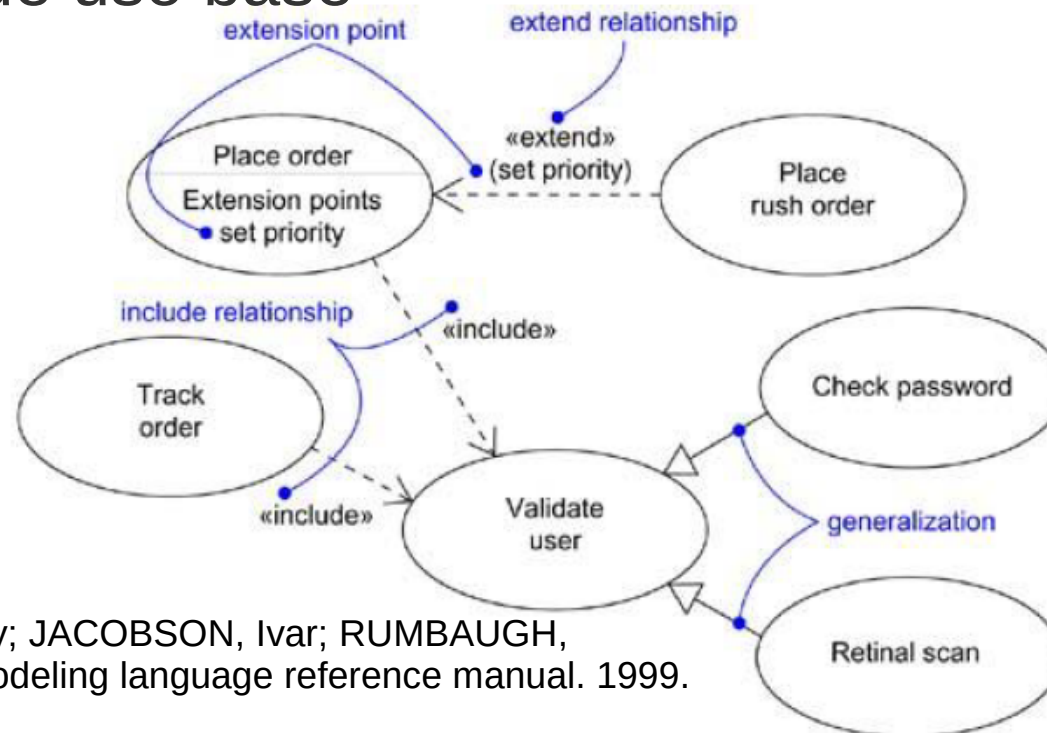 extension point
extend relationship
«extend»
(set priority)
Place order
Extension points
set priority
Place
rush order
include relationship
«include»
Track
order
Check password
Validate
user
«include»
generalization
Retinal scan
JACOBSON, Ivar; RUMBAUGH,
language reference manual. 1999.